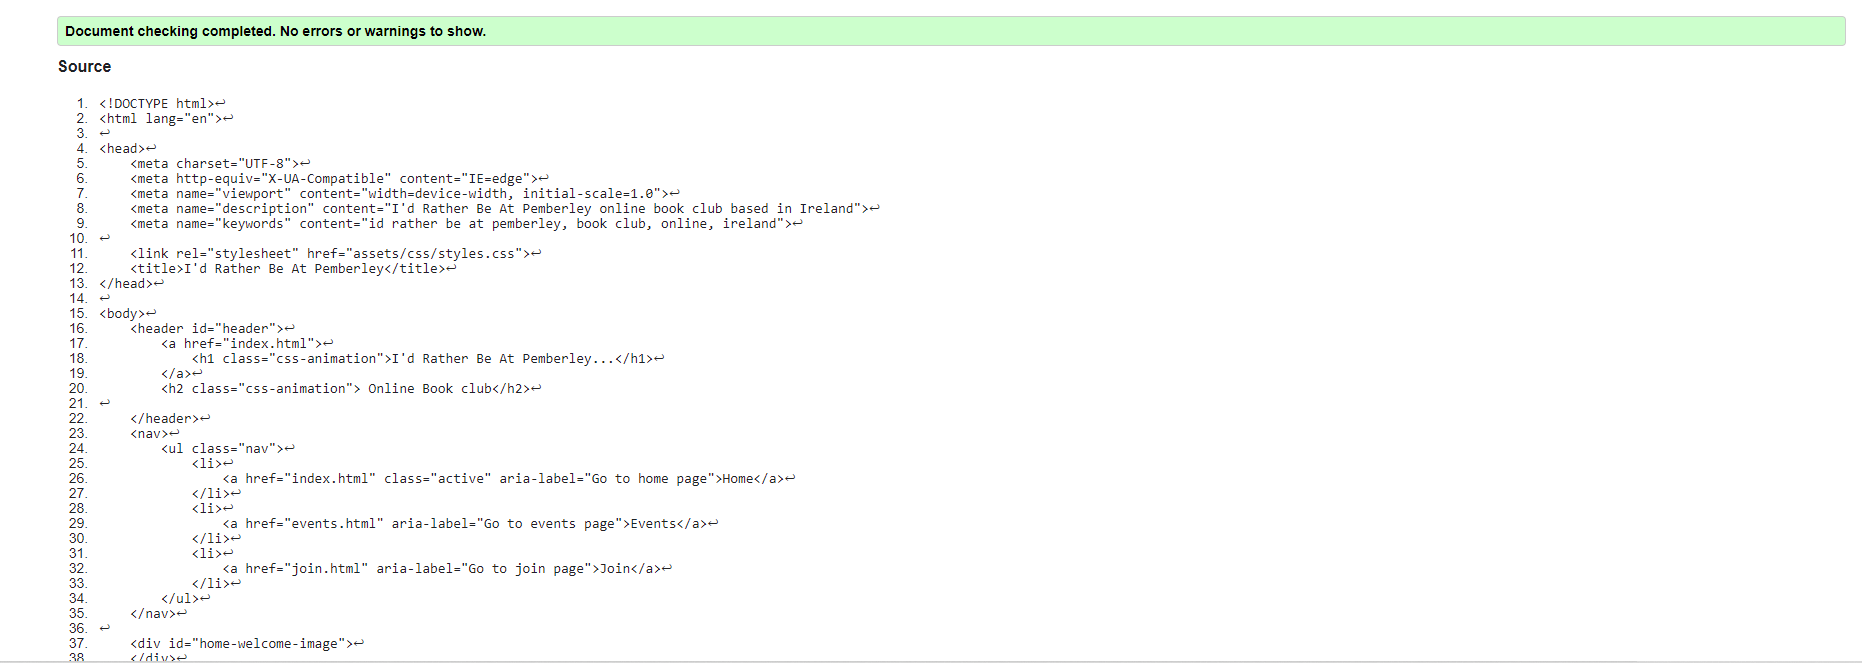 Document checking completed. No errors or warnings to show.
Source
1. <!DOCTYPE html>↩
2. <html lang="en">↩
3. ↩
4. <head>↩
5.     <meta charset="UTF-8">↩
6.     <meta http-equiv="X-UA-Compatible" content="IE=edge">↩
7.     <meta name="viewport" content="width=device-width, initial-scale=1.0">↩
8.     <meta name="description" content="I'd Rather Be At Pemberley online book club based in Ireland">↩
9.     <meta name="keywords" content="id rather be at pemberley, book club, online, ireland">↩
10. ↩
11.     <link rel="stylesheet" href="assets/css/styles.css">↩
12.     <title>I'd Rather Be At Pemberley</title>↩
13. </head>↩
14. ↩
15. <body>↩
16.     <header id="header">↩
17.         <a href="index.html">↩
18.             <h1 class="css-animation">I'd Rather Be At Pemberley...</h1>↩
19.         </a>↩
20.         <h2 class="css-animation"> Online Book club</h2>↩
21. ↩
22.     </header>↩
23.     <nav>↩
24.         <ul class="nav">↩
25.             <li>↩
26.                 <a href="index.html" class="active" aria-label="Go to home page">Home</a>↩
27.             </li>↩
28.             <li>↩
29.                 <a href="events.html" aria-label="Go to events page">Events</a>↩
30.             </li>↩
31.             <li>↩
32.                 <a href="join.html" aria-label="Go to join page">Join</a>↩
33.             </li>↩
34.         </ul>↩
35.     </nav>↩
36. ↩
37.     <div id="home-welcome-image">↩
38.     </div>↩